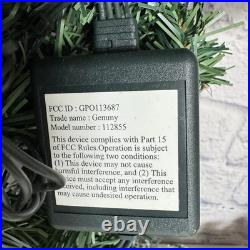 FCC ID : GPO113687
Trade name : Gemmy
Model number : 112855
This device complies with Part 15
of FCC Rules.Operation is subject
to the following two conditions:
(1) This device may not cause
harmful interference, and (2) This
device must accept any interference
received, including interference that
may cause undesired operation.